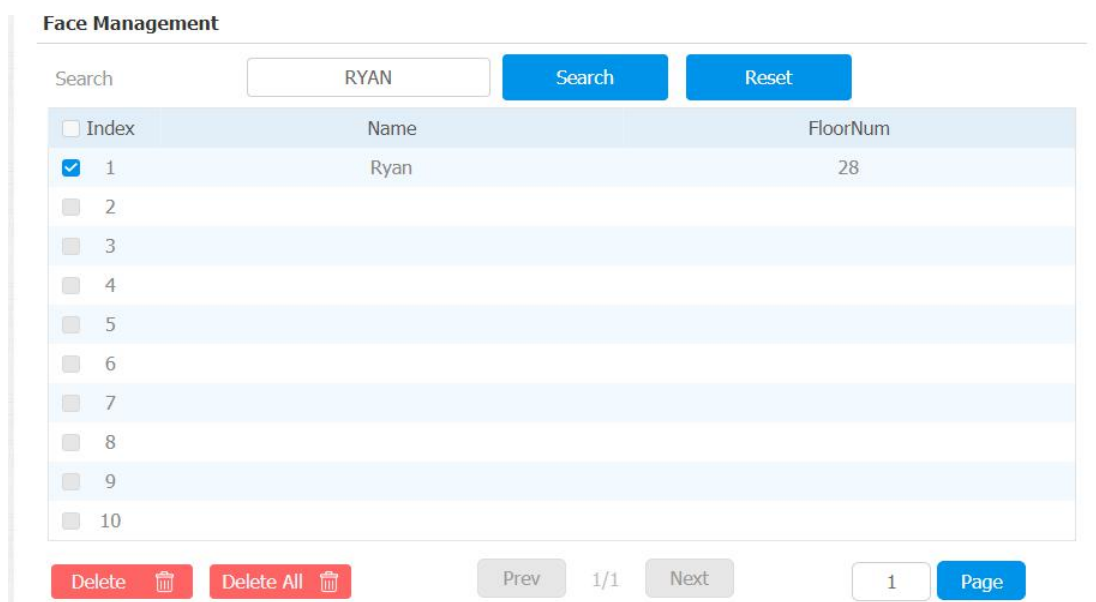 Face Management
Search RYAN Search Reset
Index Name FloorNum
1 Ryan 28
2
3
4
5
6
7
8
9
10
Delete Delete All Prev 1/1 Next 1 Page